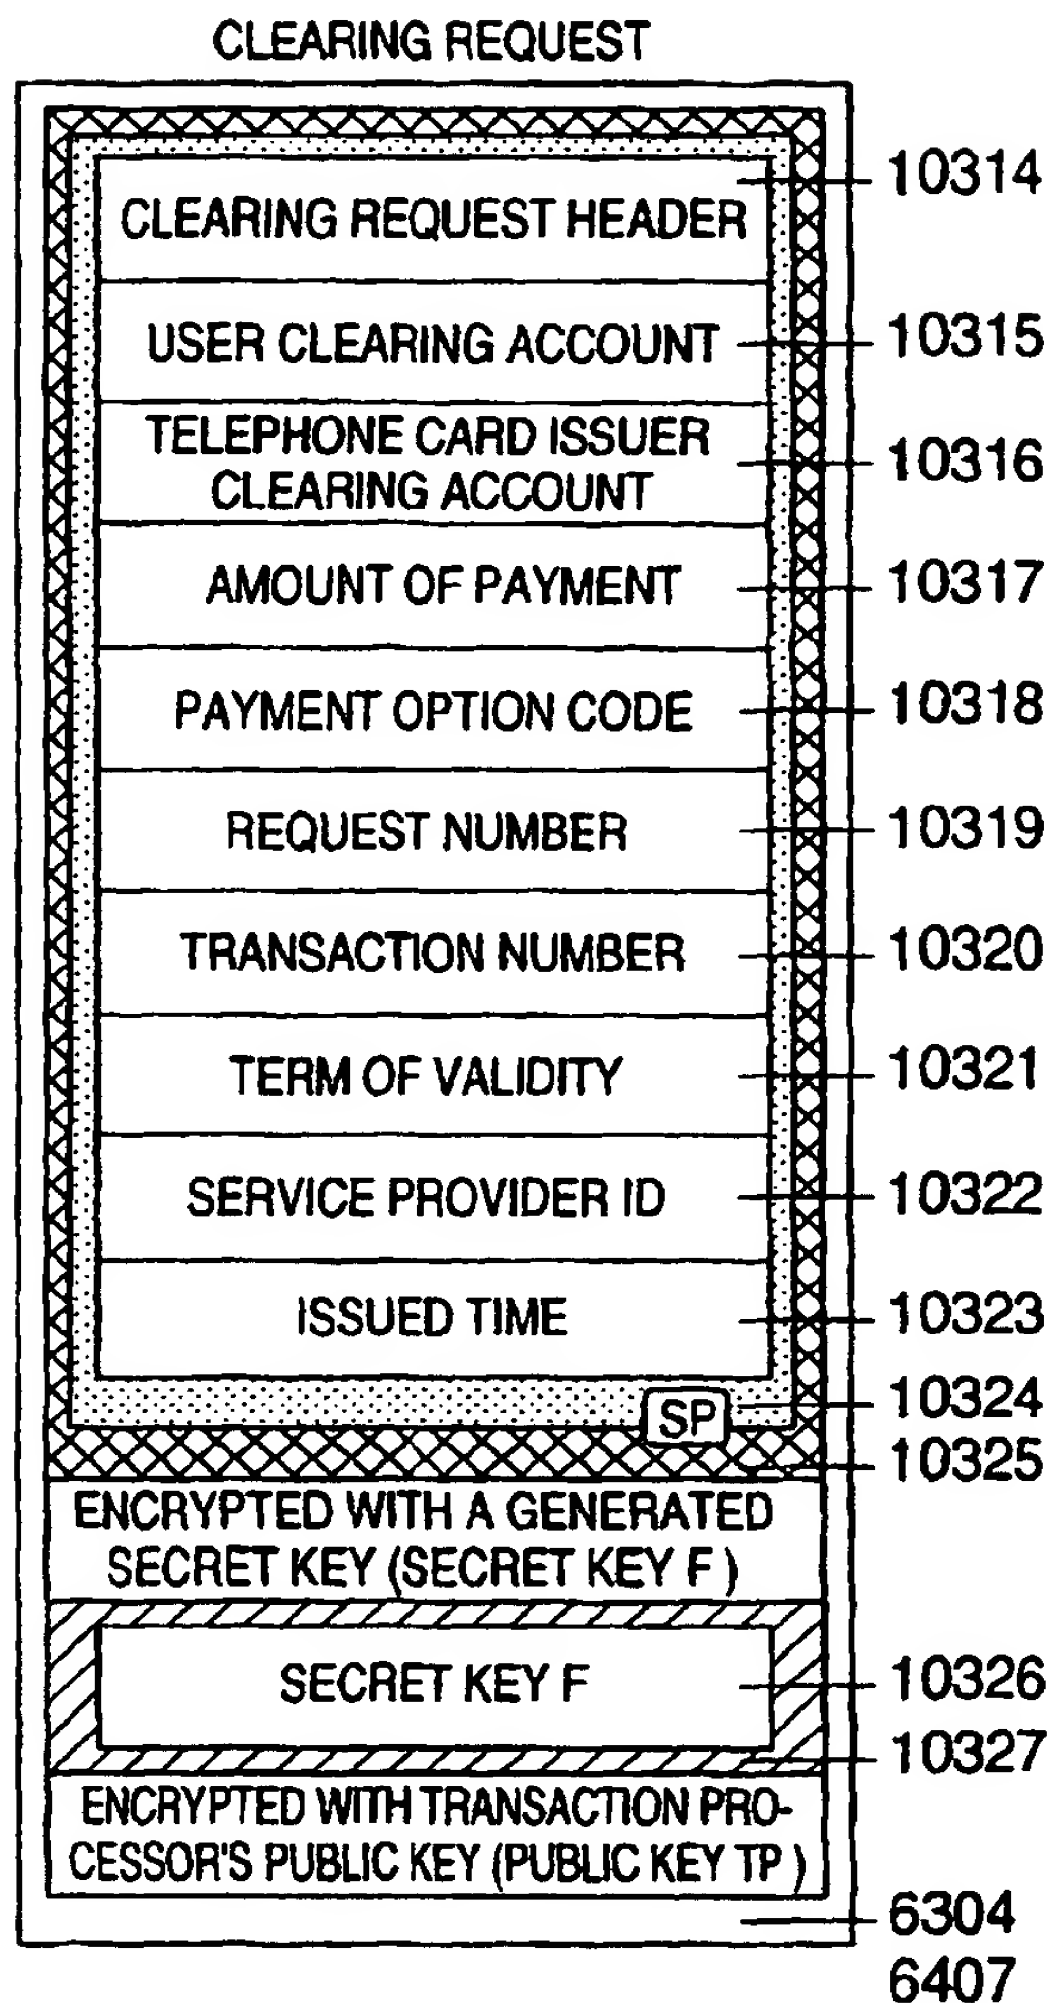 CLEARING REQUEST
CLEARING REQUEST HEADER
10314
USER CLEARING ACCOUNT
10315
TELEPHONE CARD ISSUER
CLEARING ACCOUNT
10316
AMOUNT OF PAYMENT
10317
PAYMENT OPTION CODE
10318
REQUEST NUMBER
10319
TRANSACTION NUMBER
10320
TERM OF VALIDITY
10321
SERVICE PROVIDER ID
10322
ISSUED TIME
10323
SP
10324
10325
ENCRYPTED WITH A GENERATED
SECRET KEY (SECRET KEY F )
SECRET KEY F
10326
10327
ENCRYPTED WITH TRANSACTION PRO-
CESSOR'S PUBLIC KEY (PUBLIC KEY TP )
6304
6407